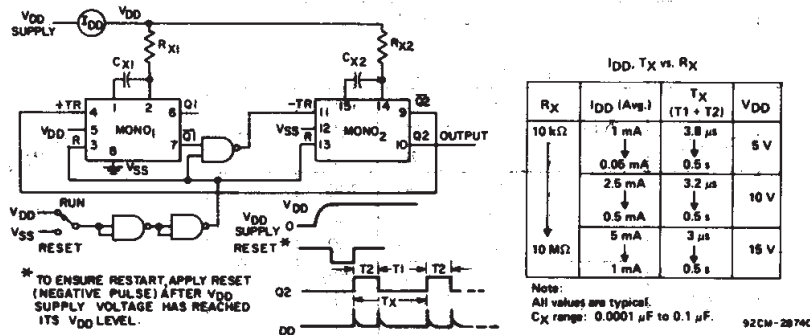 VDD SUPPLY
IDD
VDD
RX1
RX2
CX1
CX2
+TR
4
1
2
6
Q1
VDD
5
MONO1
R
3
8
7
Q1
VSS
-TR
11
15
14
9
Q2
VSS
12
MONO2
R
13
10
Q2
OUTPUT
VDD
RUN
VSS
RESET
VDD
VDD SUPPLY
0
RESET *
T2
T1
T2
Q2
TX
DD
* TO ENSURE RESTART, APPLY RESET
(NEGATIVE PULSE) AFTER VDD
SUPPLY VOLTAGE HAS REACHED
ITS VDD LEVEL.
IDD, TX vs. RX
RX IDD (Avg.) TX (T1 + T2) VDD
10 kΩ 1 mA 3.8 µs 5 V
0.05 mA 0.5 s
2.5 mA 3.2 µs 10 V
0.5 mA 0.5 s
5 mA 3 µs 15 V
10 MΩ 1 mA 0.5 s
Note:
All values are typical.
CX range: 0.0001 µF to 0.1 µF.